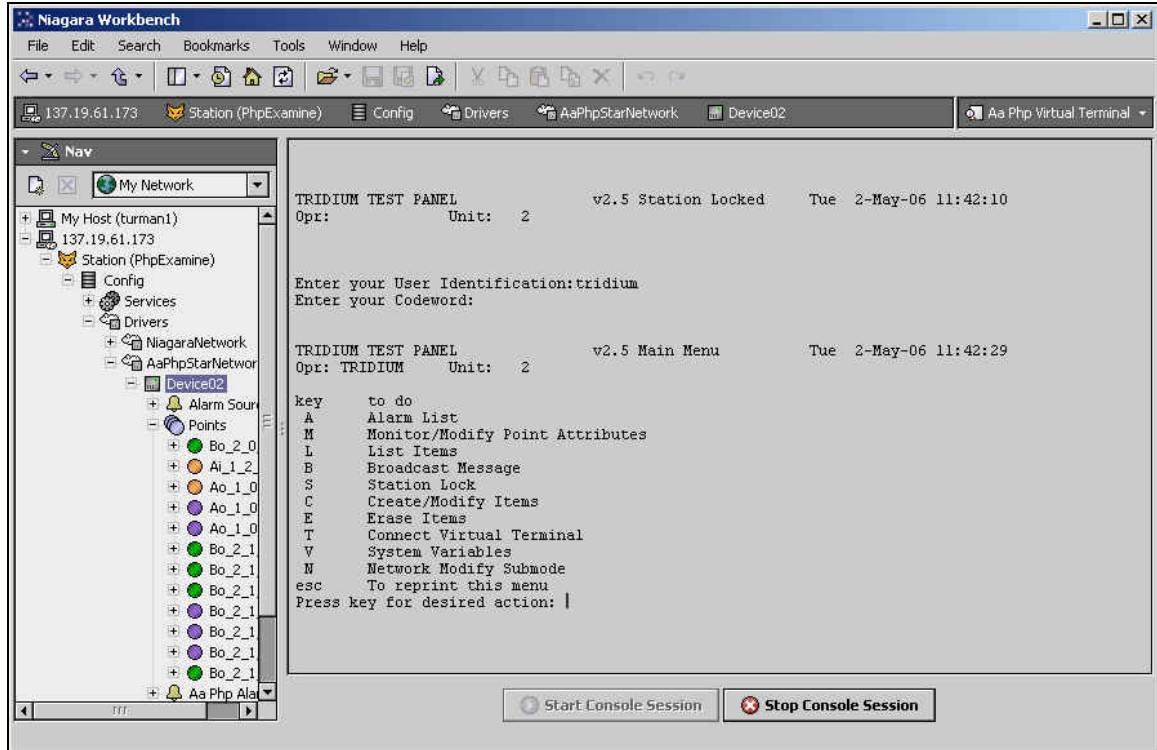 Niagara Workbench
File Edit Search Bookmarks Tools Window Help
137.19.61.173 Station (PhpExamine) Config Drivers AaPhpStarNetwork Device02 Aa Php Virtual Terminal
Nav
My Network
My Host (turman1)
137.19.61.173
Station (PhpExamine)
Config
Services
Drivers
NiagaraNetwork
AaPhpStarNetwor
Device02
Alarm Sour
Points
Bo_2_0
Ai_1_2_
Ao_1_0
Ao_1_0
Ao_1_0
Bo_2_1
Bo_2_1
Bo_2_1
Bo_2_1
Bo_2_1
Bo_2_1
Bo_2_1
Aa Php Alar
TRIDIUM TEST PANEL v2.5 Station Locked Tue 2-May-06 11:42:10
Opr: Unit: 2
Enter your User Identification:tridium
Enter your Codeword:
TRIDIUM TEST PANEL v2.5 Main Menu Tue 2-May-06 11:42:29
Opr: TRIDIUM Unit: 2
key to do
A Alarm List
M Monitor/Modify Point Attributes
L List Items
B Broadcast Message
S Station Lock
C Create/Modify Items
E Erase Items
T Connect Virtual Terminal
V System Variables
N Network Modify Submode
esc To reprint this menu
Press key for desired action:
Start Console Session Stop Console Session